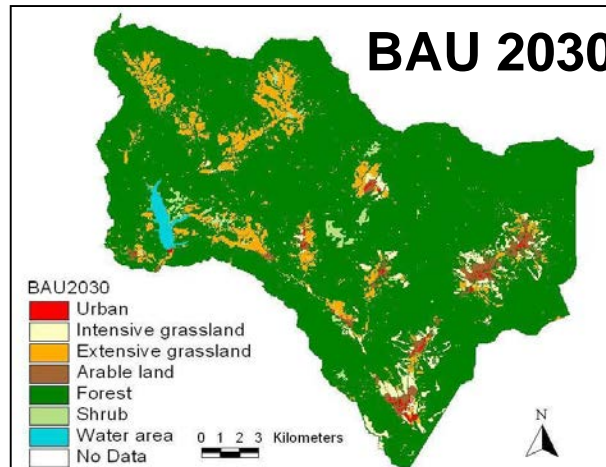 BAU 2030
BAU2030
Urban
Intensive grassland
Extensive grassland
Arable land
Forest
Shrub
Water area
No Data
0 1 2 3 Kilometers
N